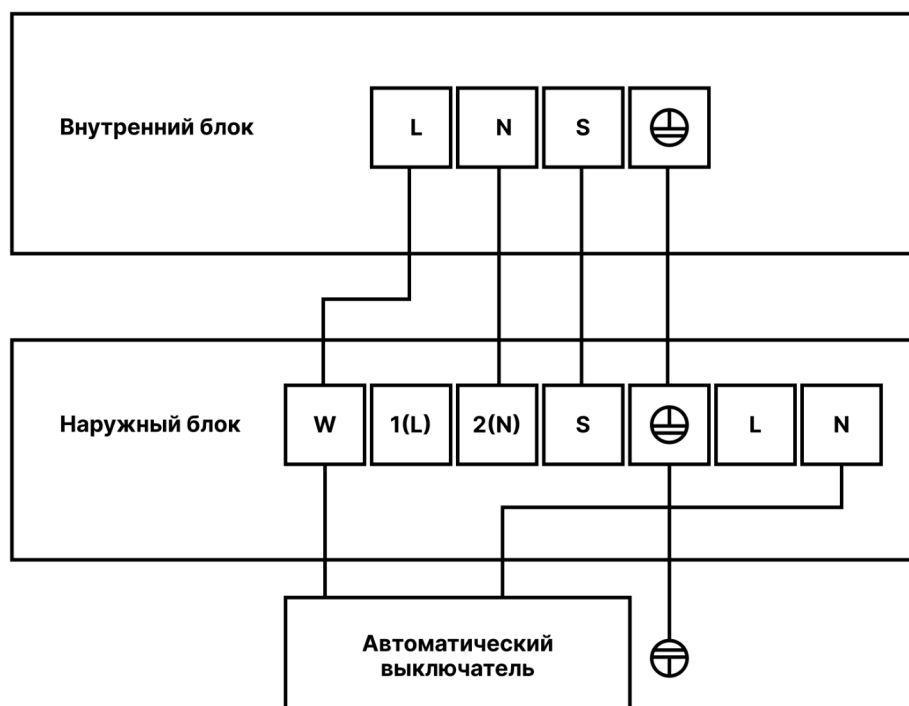 Внутренний блок
L N S
Наружный блок
W 1(L) 2(N) S L N
Автоматический
выключатель